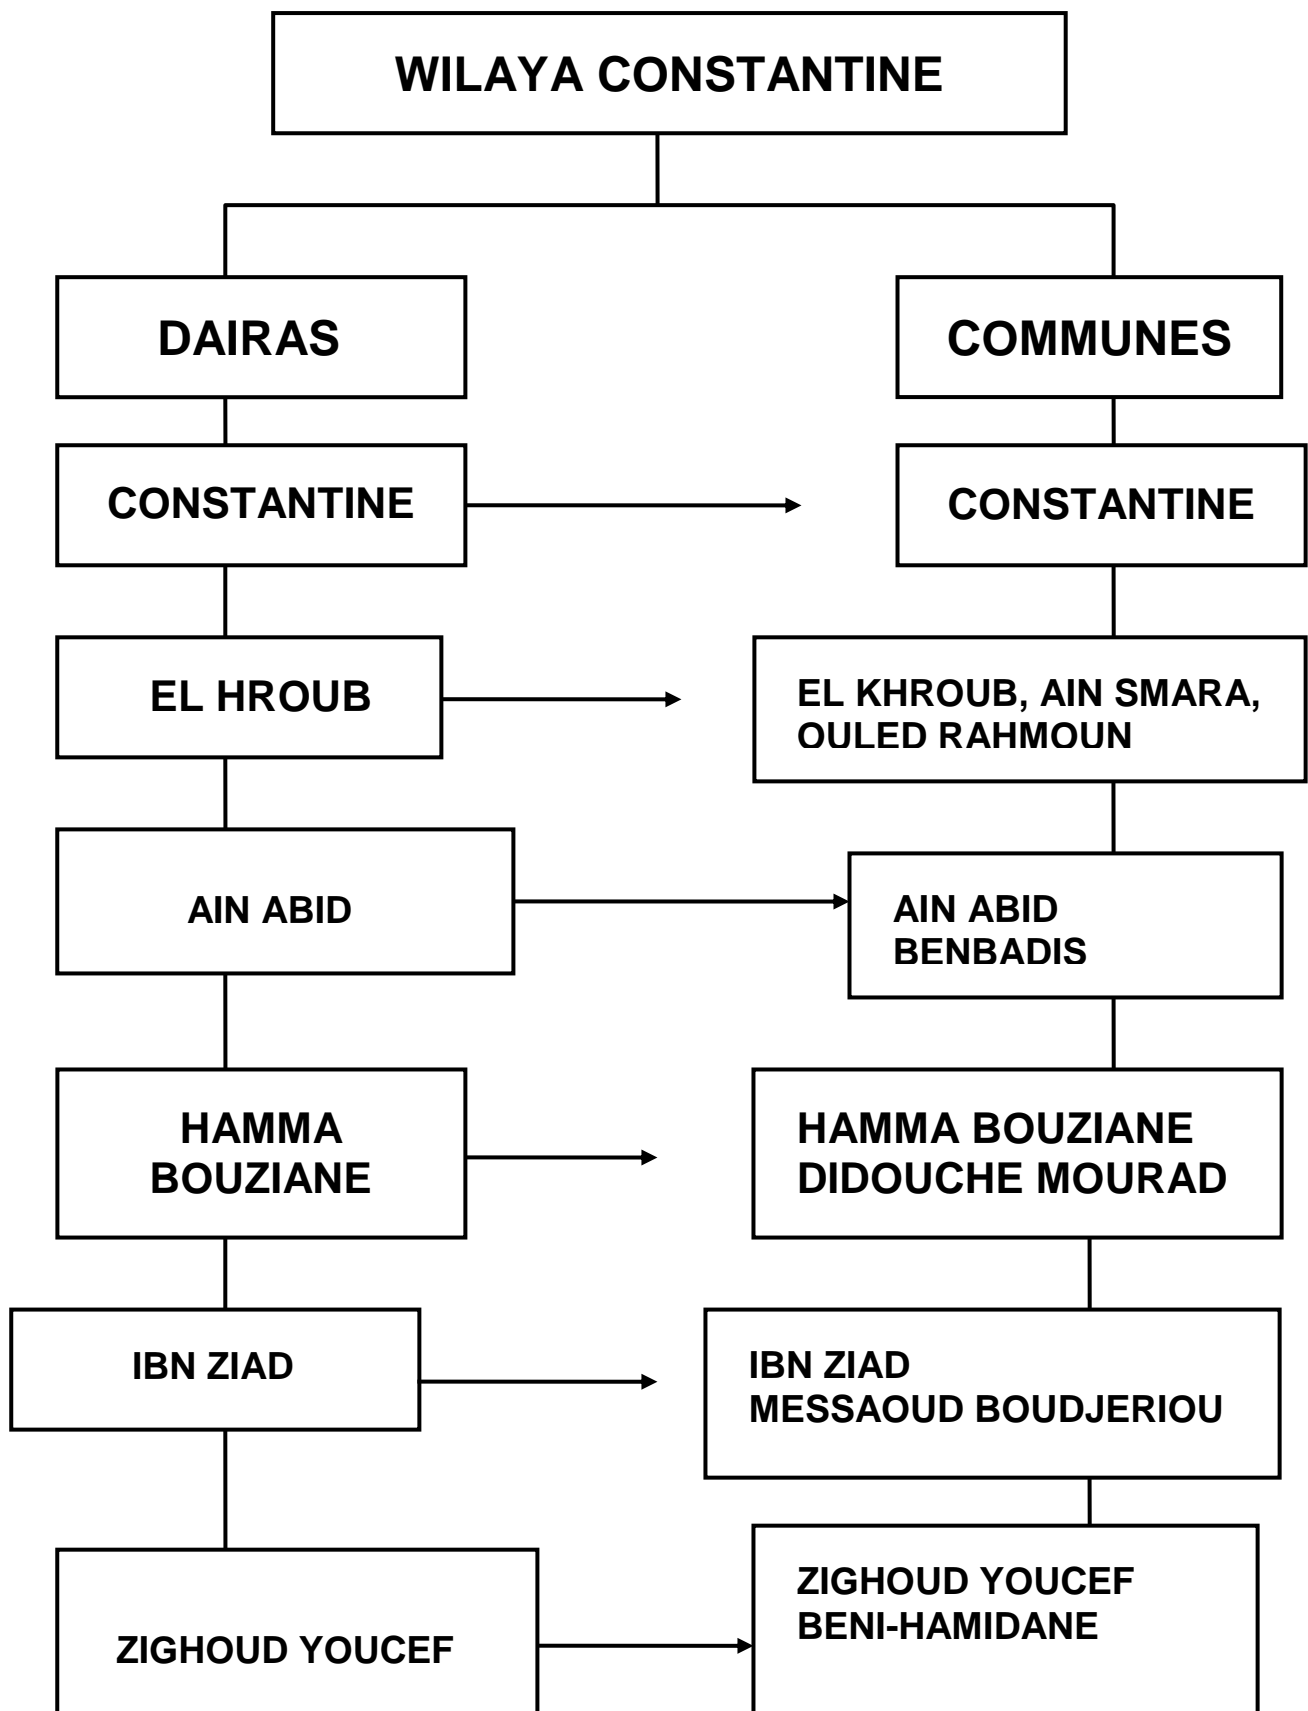 WILAYA CONSTANTINE
DAIRAS
COMMUNES
CONSTANTINE
CONSTANTINE
EL HROUB
EL KHROUB, AIN SMARA,
OULED RAHMOUN
AIN ABID
AIN ABID
BENBADIS
HAMMA
BOUZIANE
HAMMA BOUZIANE
DIDOUCHE MOURAD
IBN ZIAD
IBN ZIAD
MESSAOUD BOUDJERIOU
ZIGHOUD YOUCEF
ZIGHOUD YOUCEF
BENI-HAMIDANE